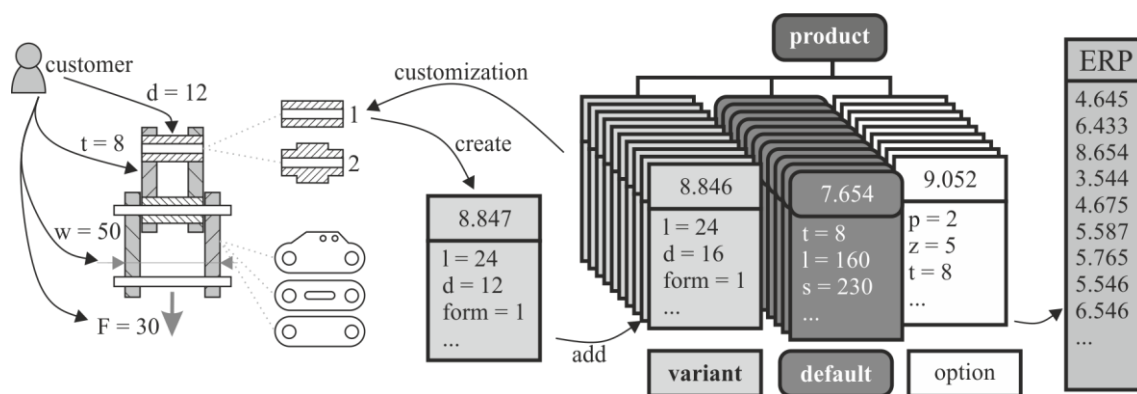 customer
d = 12
t = 8
w = 50
F = 30
1
2
customization
create
8.847
l = 24
d = 12
form = 1
...
add
product
8.846
l = 24
d = 16
form = 1
...
7.654
t = 8
l = 160
s = 230
...
9.052
p = 2
z = 5
t = 8
...
variant
default
option
ERP
4.645
6.433
8.654
3.544
4.675
5.587
5.765
5.546
6.546
...